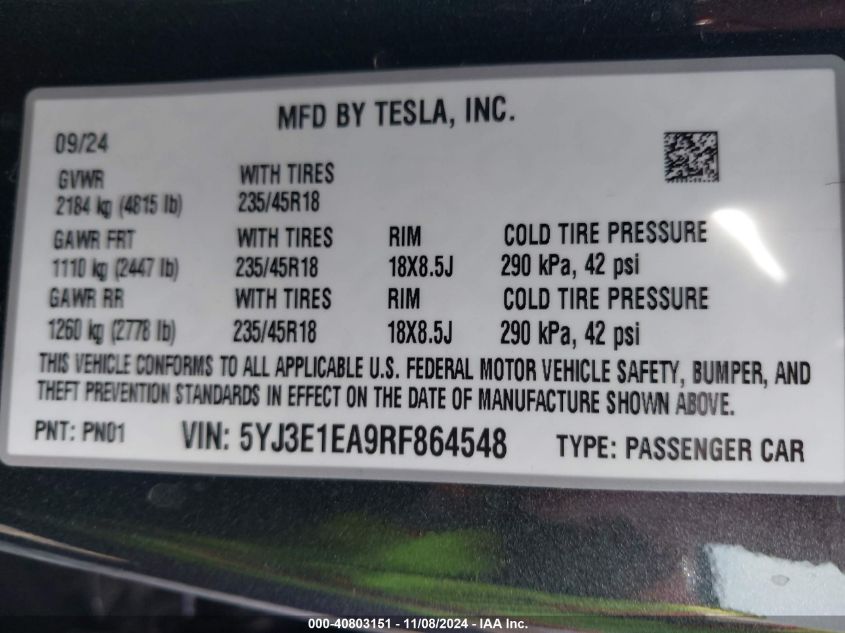 MFD BY TESLA, INC.
09/24
GVWR WITH TIRES
2184 kg (4815 lb) 235/45R18
GAWR FRT WITH TIRES RIM COLD TIRE PRESSURE
1110 kg (2447 lb) 235/45R18 18X8.5J 290 kPa, 42 psi
GAWR RR WITH TIRES RIM COLD TIRE PRESSURE
1260 kg (2778 lb) 235/45R18 18X8.5J 290 kPa, 42 psi
THIS VEHICLE CONFORMS TO ALL APPLICABLE U.S. FEDERAL MOTOR VEHICLE SAFETY, BUMPER, AND
THEFT PREVENTION STANDARDS IN EFFECT ON THE DATE OF MANUFACTURE SHOWN ABOVE.
PNT: PN01 VIN: 5YJ3E1EA9RF864548 TYPE: PASSENGER CAR
000-40803151 - 11/08/2024 - IAA Inc.